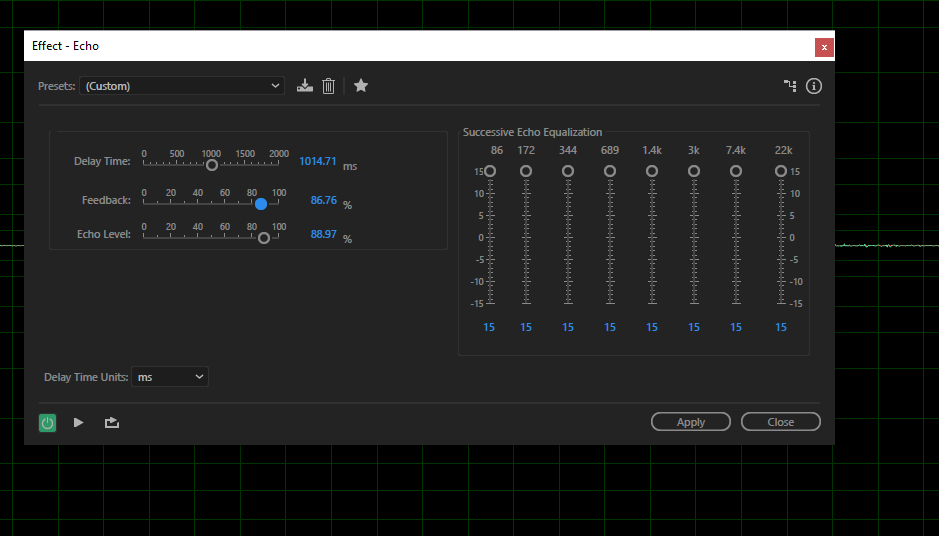 Effect - Echo
x
Presets: (Custom)
Successive Echo Equalization
86 172 344 689 1.4k 3k 7.4k 22k
0 500 1000 1500 2000
Delay Time: 1014.71 ms
0 20 40 60 80 100
Feedback: 86.76 %
0 20 40 60 80 100
Echo Level: 88.97 %
15 15
10 10
5 5
0 0
-5 -5
-10 -10
-15 -15
15 15 15 15 15 15 15 15
Delay Time Units: ms
Apply Close